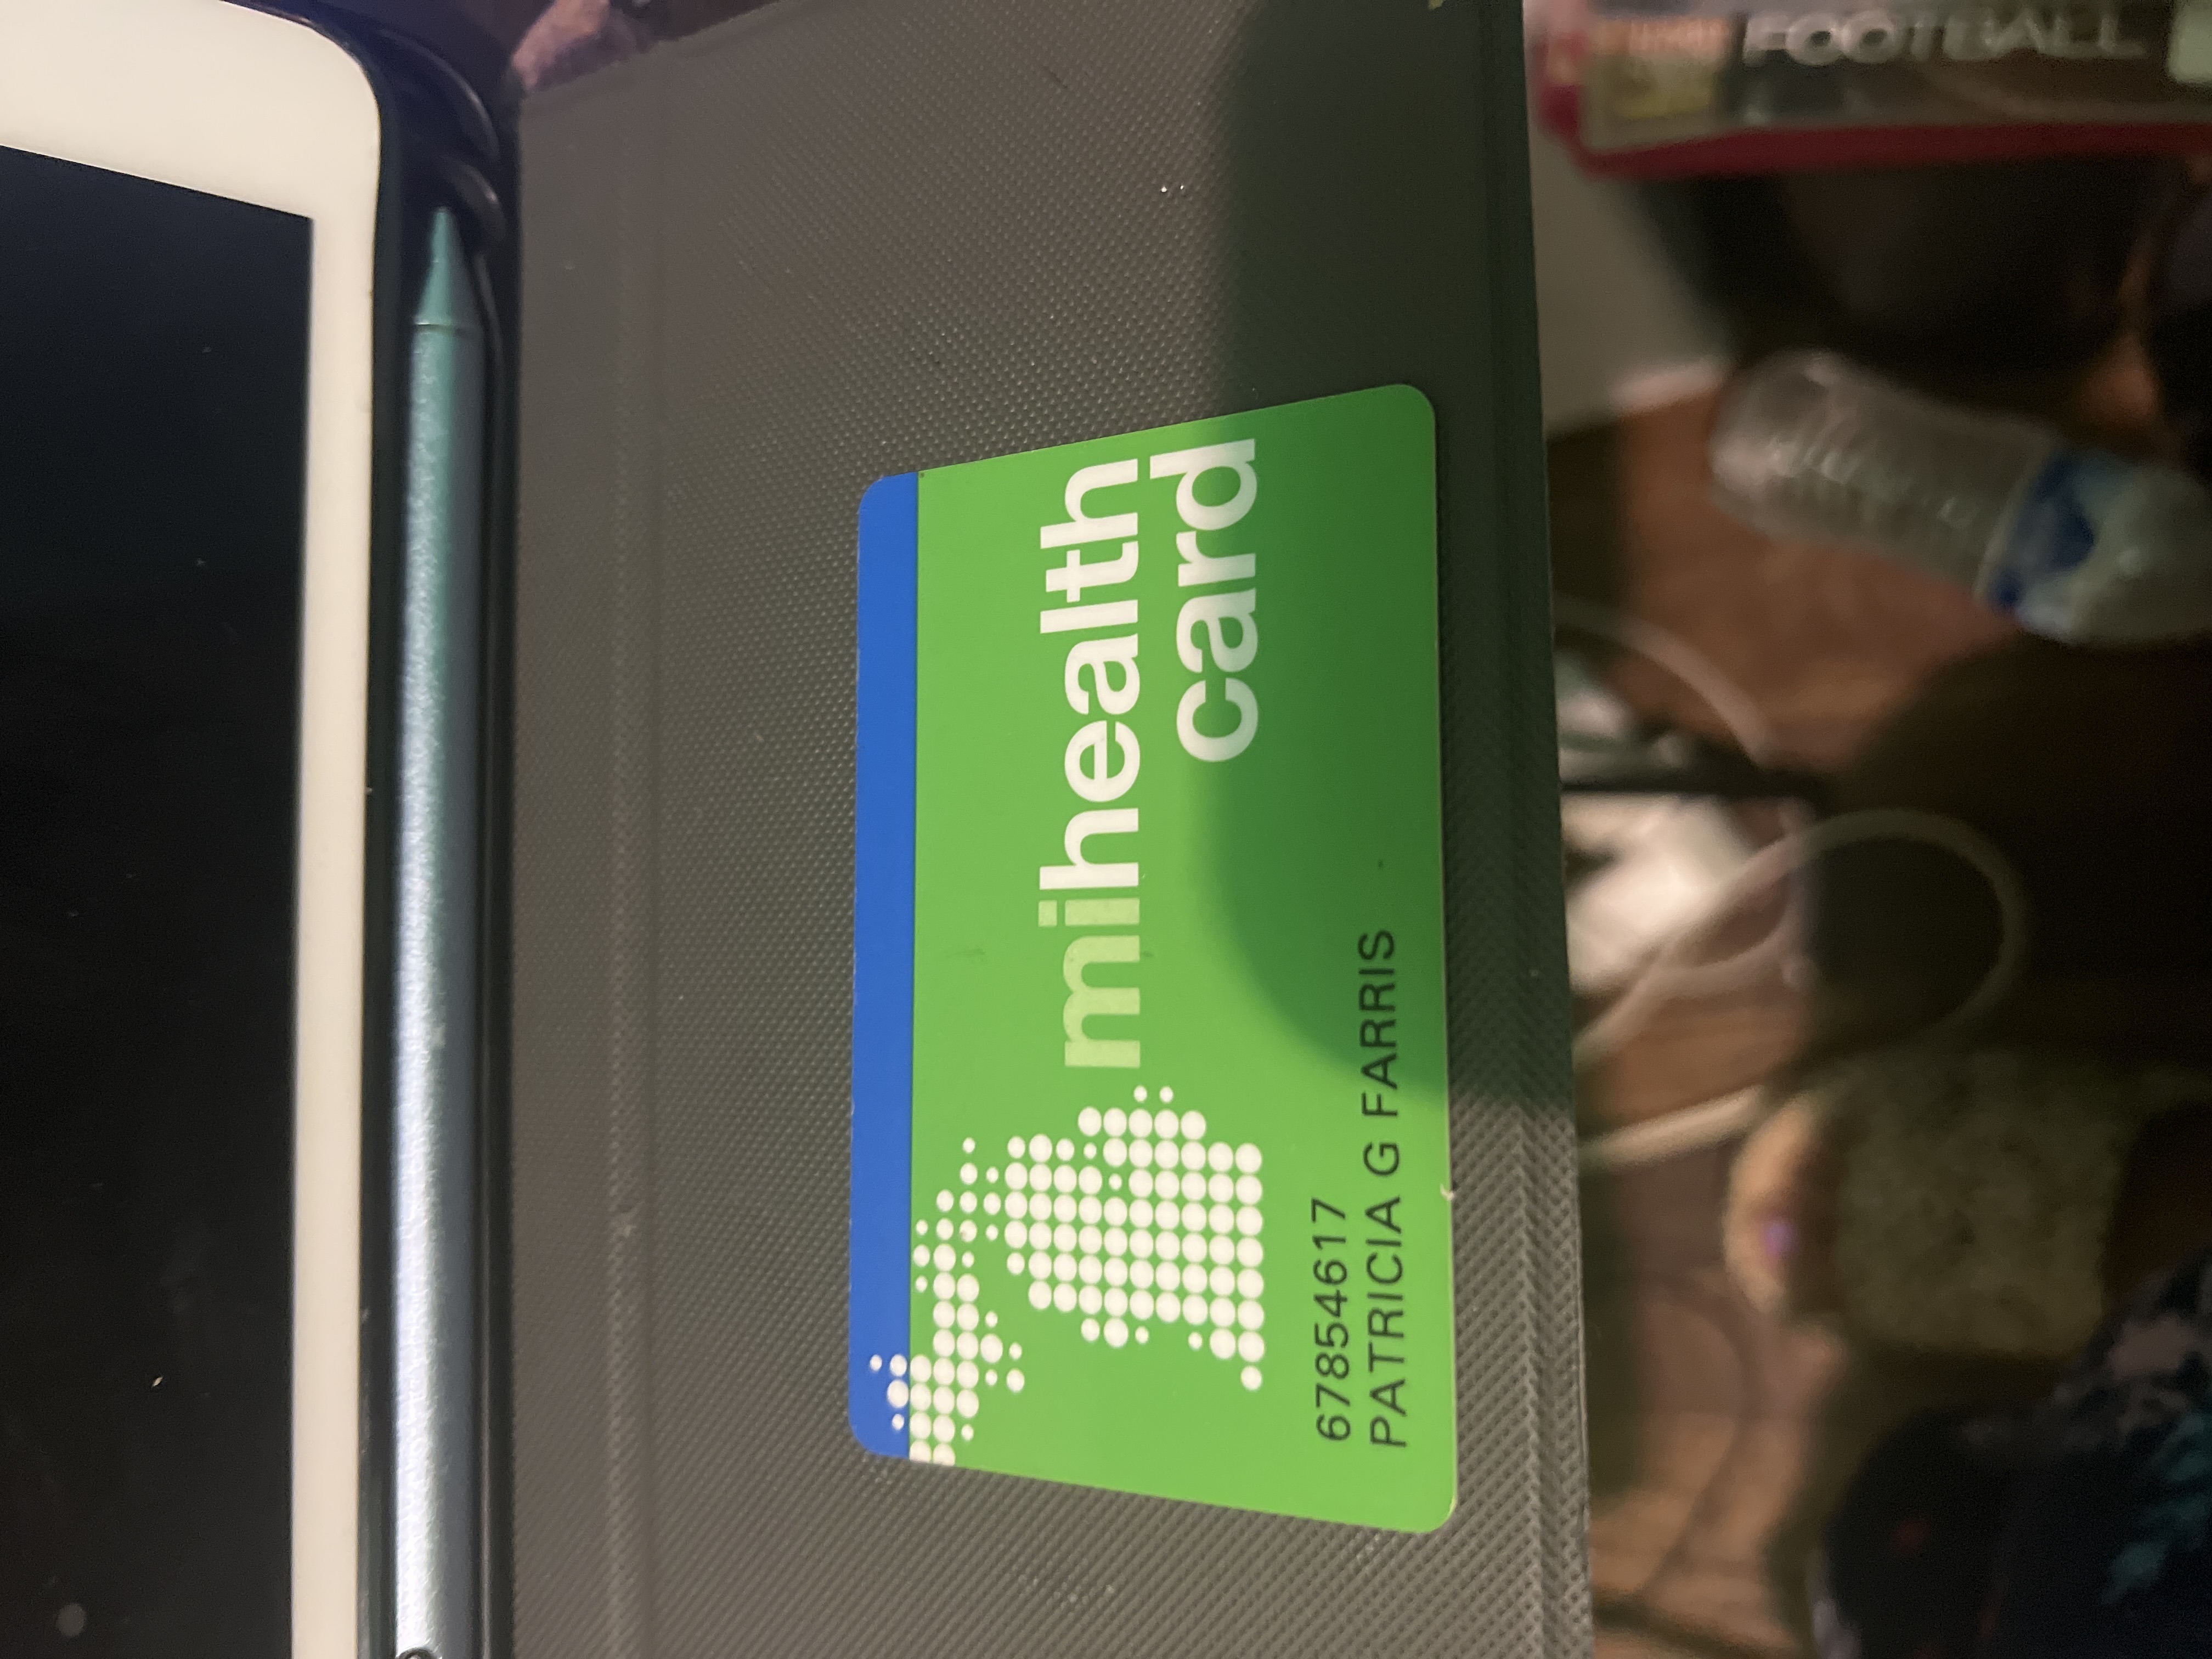 mihealth
card
67854617
PATRICIA G FARRIS
FOOTBALL